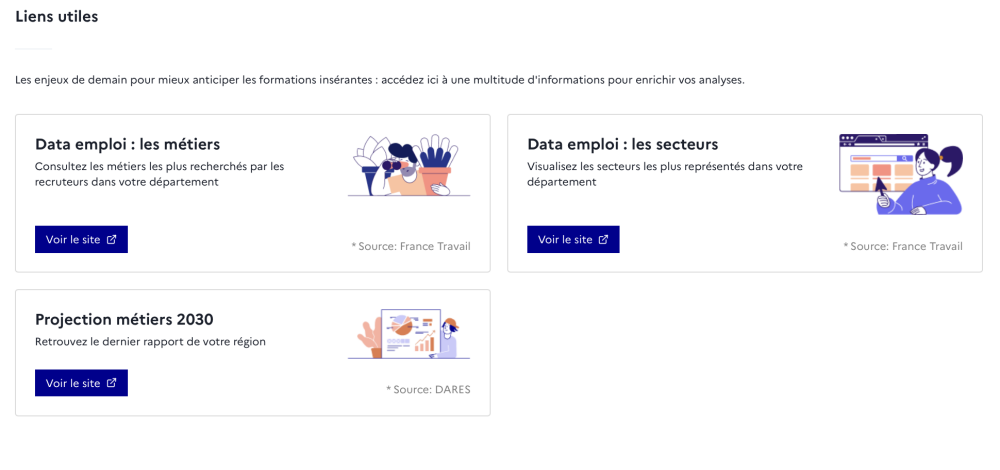 Liens utiles
Les enjeux de demain pour mieux anticiper les formations insérantes : accédez ici à une multitude d'informations pour enrichir vos analyses.
Data emploi : les métiers
Consultez les métiers les plus recherchés par les
recruteurs dans votre département
Voir le site
* Source: France Travail
Data emploi : les secteurs
Visualisez les secteurs les plus représentés dans votre
département
Voir le site
* Source: France Travail
Projection métiers 2030
Retrouvez le dernier rapport de votre région
Voir le site
* Source: DARES